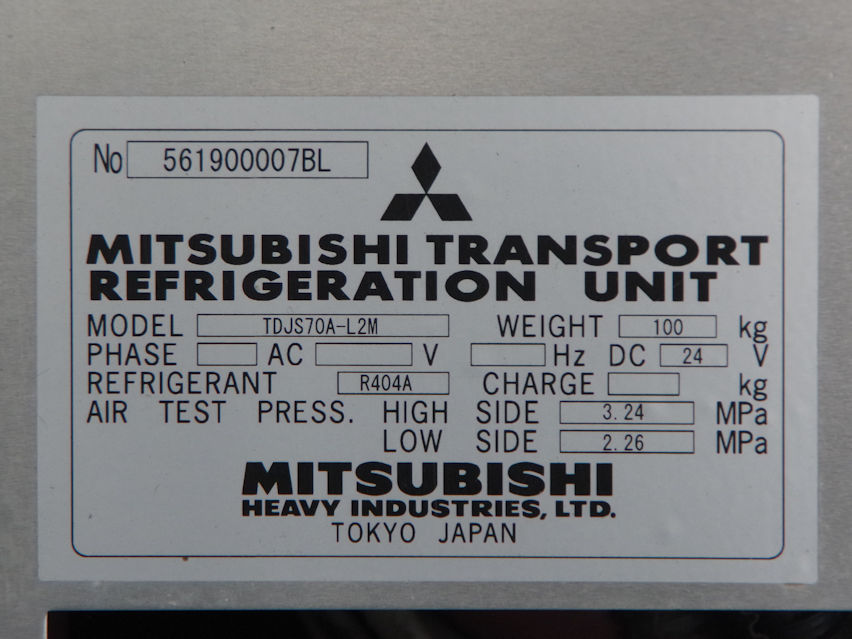 No 561900007BL
MITSUBISHI TRANSPORT
REFRIGERATION UNIT
MODEL TDJS70A-L2M WEIGHT 100 kg
PHASE AC V Hz DC 24 V
REFRIGERANT R404A CHARGE kg
AIR TEST PRESS. HIGH SIDE 3.24 MPa
LOW SIDE 2.26 MPa
MITSUBISHI
HEAVY INDUSTRIES, LTD.
TOKYO JAPAN